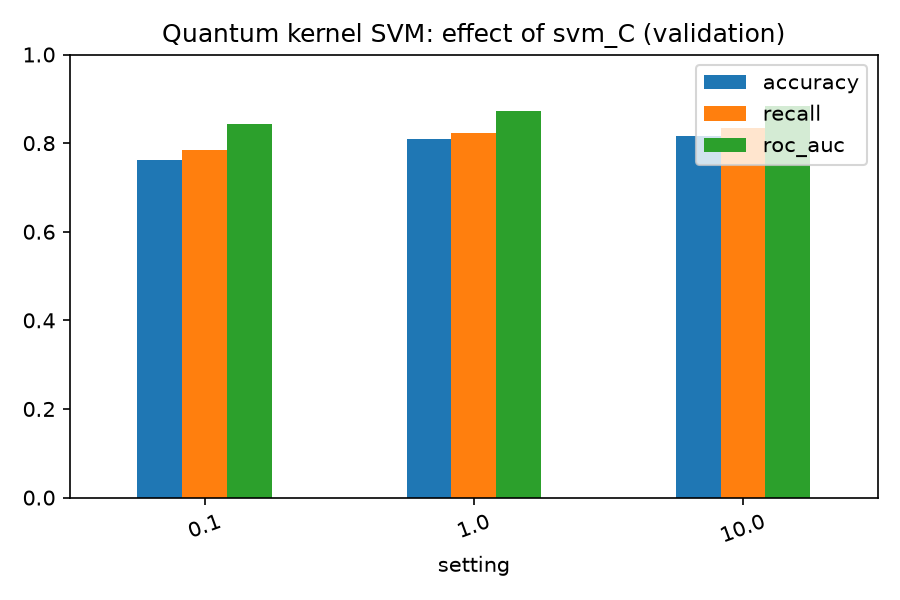 Quantum kernel SVM: effect of svm_C (validation)
1.0
0.8
0.6
0.4
0.2
0.0
accuracy
recall
roc_auc
0.1
1.0
10.0
setting